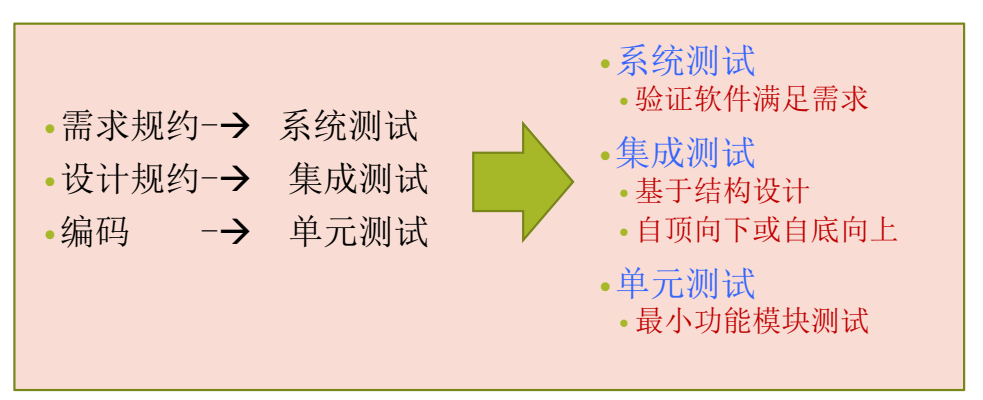 •需求规约-→ 系统测试
•设计规约-→ 集成测试
•编码 -→ 单元测试
•系统测试
•验证软件满足需求
•集成测试
•基于结构设计
•自顶向下或自底向上
•单元测试
•最小功能模块测试